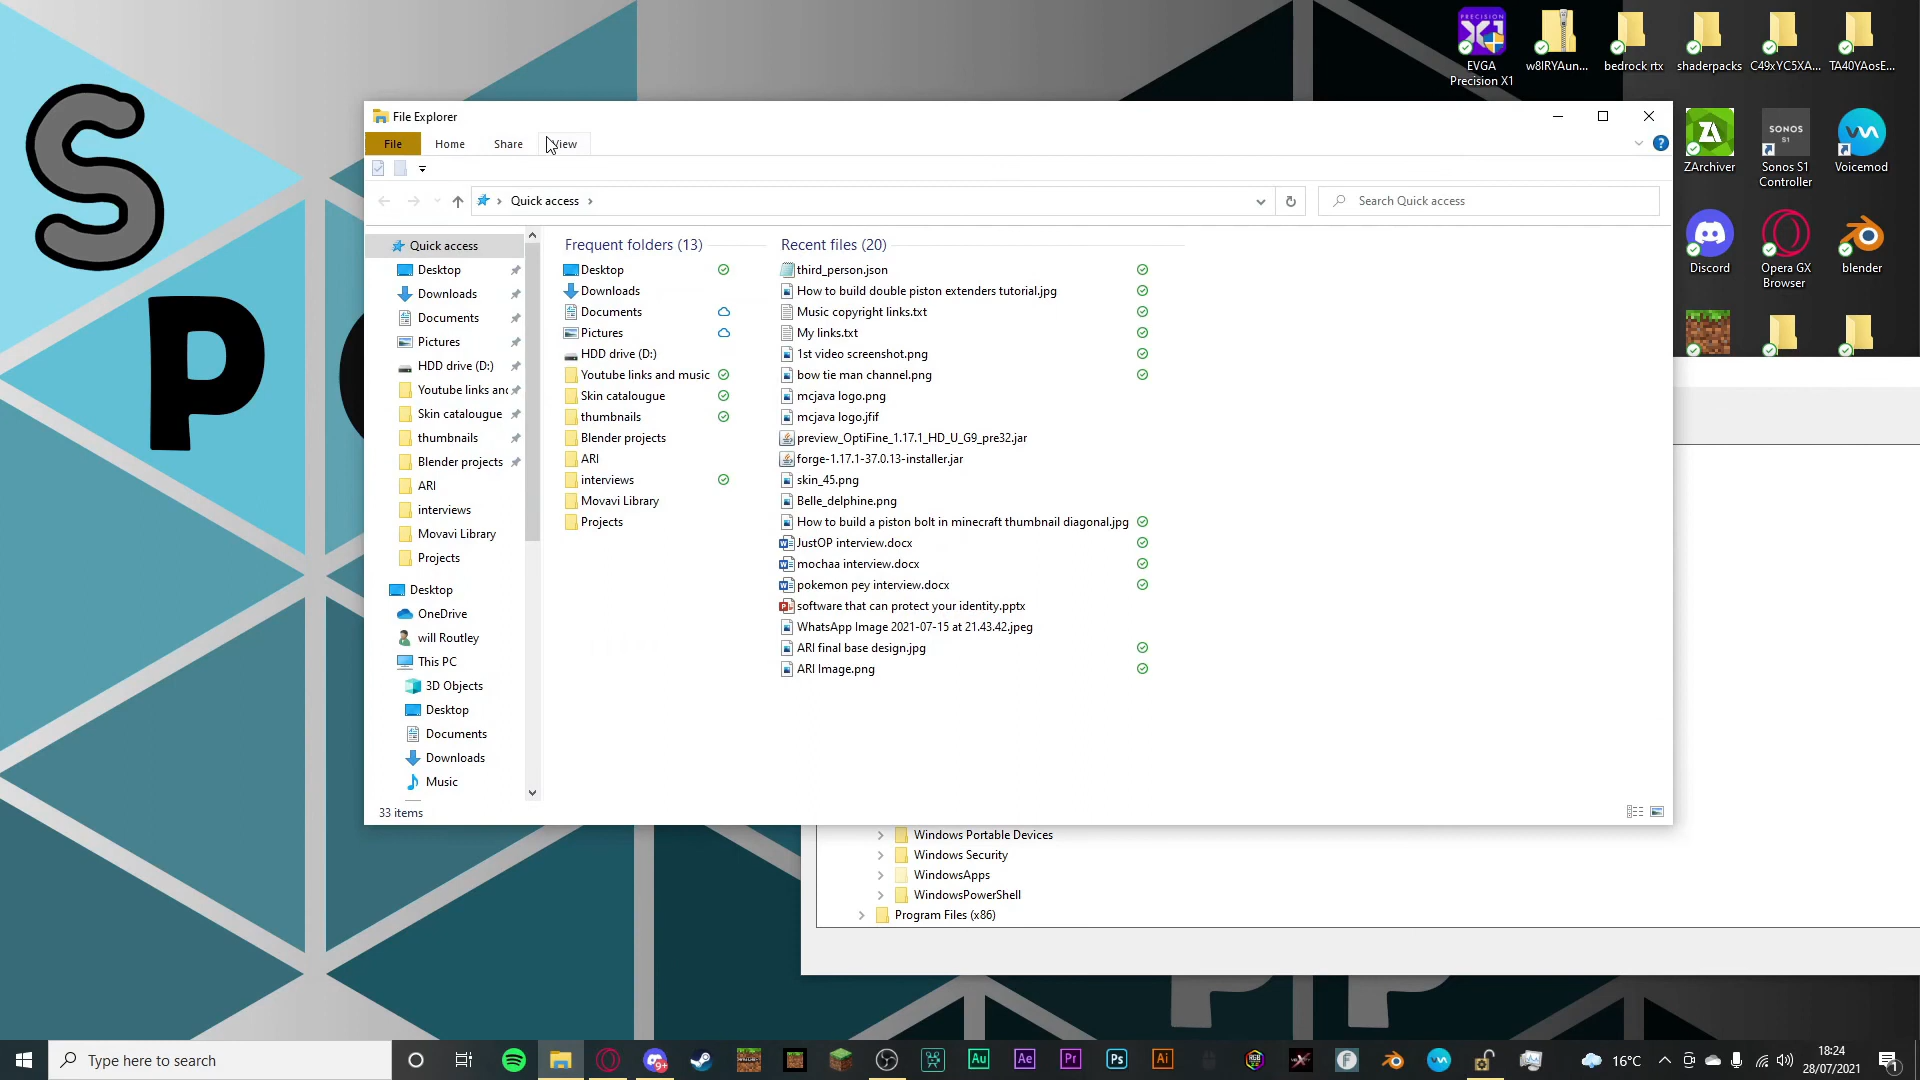 S
P
EVGA
Precision X1
w8lRYAun...
bedrock rtx
shaderpacks
C49xYC5XA...
TA40YAosE...
File Explorer
File
Home
Share
View
Quick access
Search Quick access
ZArchiver
SONOS
S1
Sonos S1
Controller
Voicemod
Discord
Opera GX
Browser
blender
Quick access
Desktop
Downloads
Documents
Pictures
HDD drive (D:)
Youtube links and
Skin catalougue
thumbnails
Blender projects
ARI
interviews
Movavi Library
Projects
Desktop
OneDrive
will Routley
This PC
3D Objects
Desktop
Documents
Downloads
Music
Frequent folders (13)
Desktop
Downloads
Documents
Pictures
HDD drive (D:)
Youtube links and music
Skin catalougue
thumbnails
Blender projects
ARI
interviews
Movavi Library
Projects
Recent files (20)
third_person.json
How to build double piston extenders tutorial.jpg
Music copyright links.txt
My links.txt
1st video screenshot.png
bow tie man channel.png
mcjava logo.png
mcjava logo.jfif
preview_OptiFine_1.17.1_HD_U_G9_pre32.jar
forge-1.17.1-37.0.13-installer.jar
skin_45.png
Belle_delphine.png
How to build a piston bolt in minecraft thumbnail diagonal.jpg
JustOP interview.docx
mochaa interview.docx
pokemon pey interview.docx
software that can protect your identity.pptx
WhatsApp Image 2021-07-15 at 21.43.42.jpeg
ARI final base design.jpg
ARI Image.png
33 items
Windows Portable Devices
Windows Security
WindowsApps
WindowsPowerShell
Program Files (x86)
Type here to search
9+
Au
Ae
Pr
Ps
Ai
16°C
18:24
28/07/2021
1